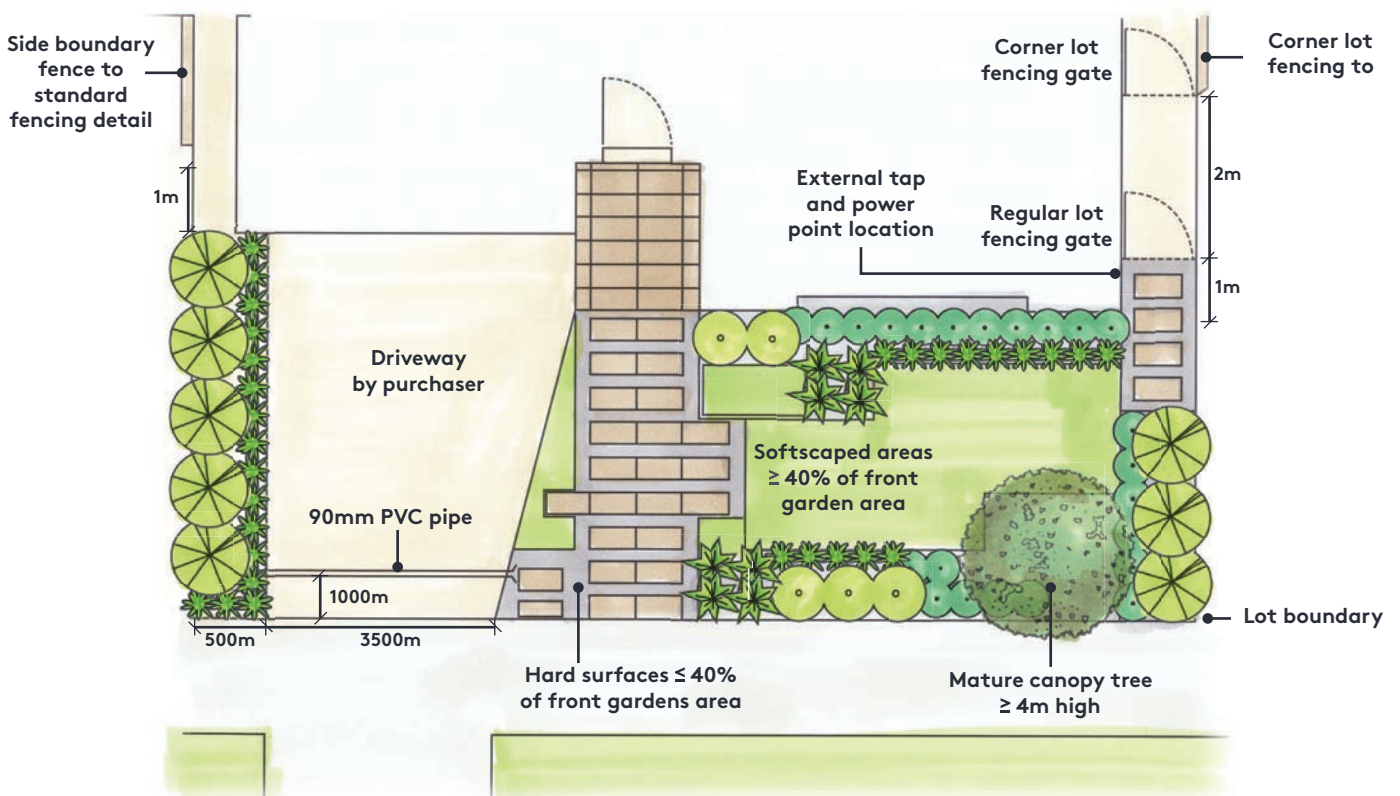 Side boundary
fence to
standard
fencing detail
1m
Corner lot
fencing gate
Corner lot
fencing to
2m
External tap
and power
point location
Regular lot
fencing gate
1m
Driveway
by purchaser
Softscaped areas
≥ 40% of front
garden area
90mm PVC pipe
1000m
500m
3500m
Lot boundary
Hard surfaces ≤ 40%
of front gardens area
Mature canopy tree
≥ 4m high